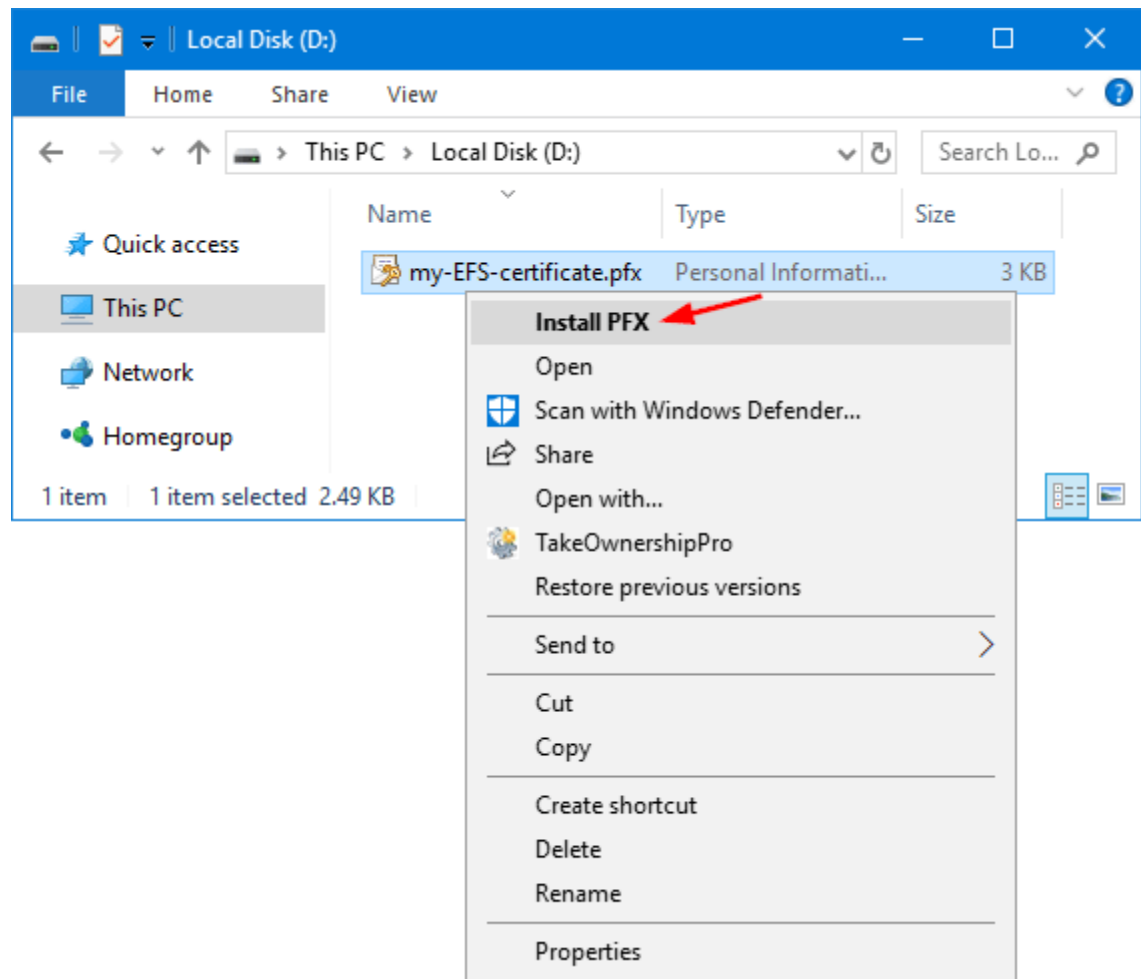 Local Disk (D:)
File Home Share View
This PC > Local Disk (D:) Search Lo...
Name Type Size
Quick access
my-EFS-certificate.pfx Personal Informati... 3 KB
This PC
Install PFX
Open
Network
Scan with Windows Defender...
Homegroup
Share
1 item 1 item selected 2.49 KB
Open with...
TakeOwnershipPro
Restore previous versions
Send to
Cut
Copy
Create shortcut
Delete
Rename
Properties